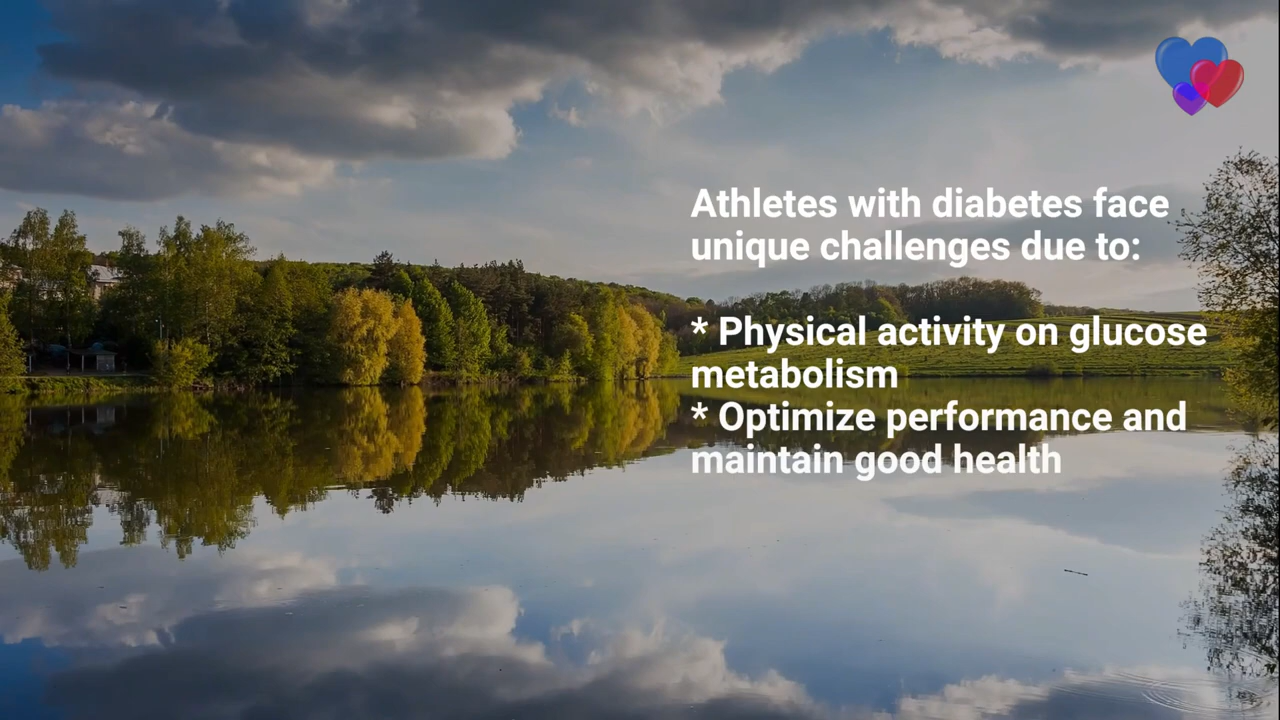 Athletes with diabetes face
unique challenges due to:
* Physical activity on glucose
metabolism
* Optimize performance and
maintain good health